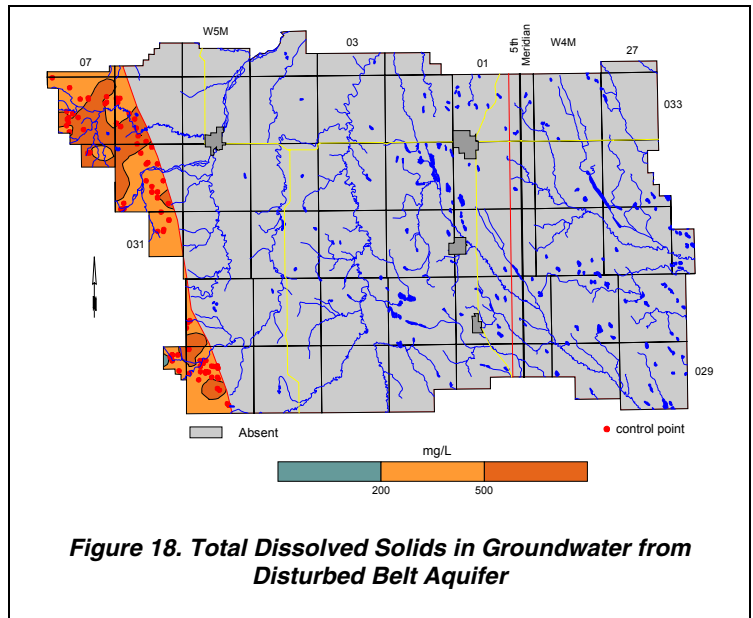 W5M
5th
Meridian
W4M
07
03
01
27
033
031
029
Absent
control point
mg/L
200
500
Figure 18. Total Dissolved Solids in Groundwater from
Disturbed Belt Aquifer